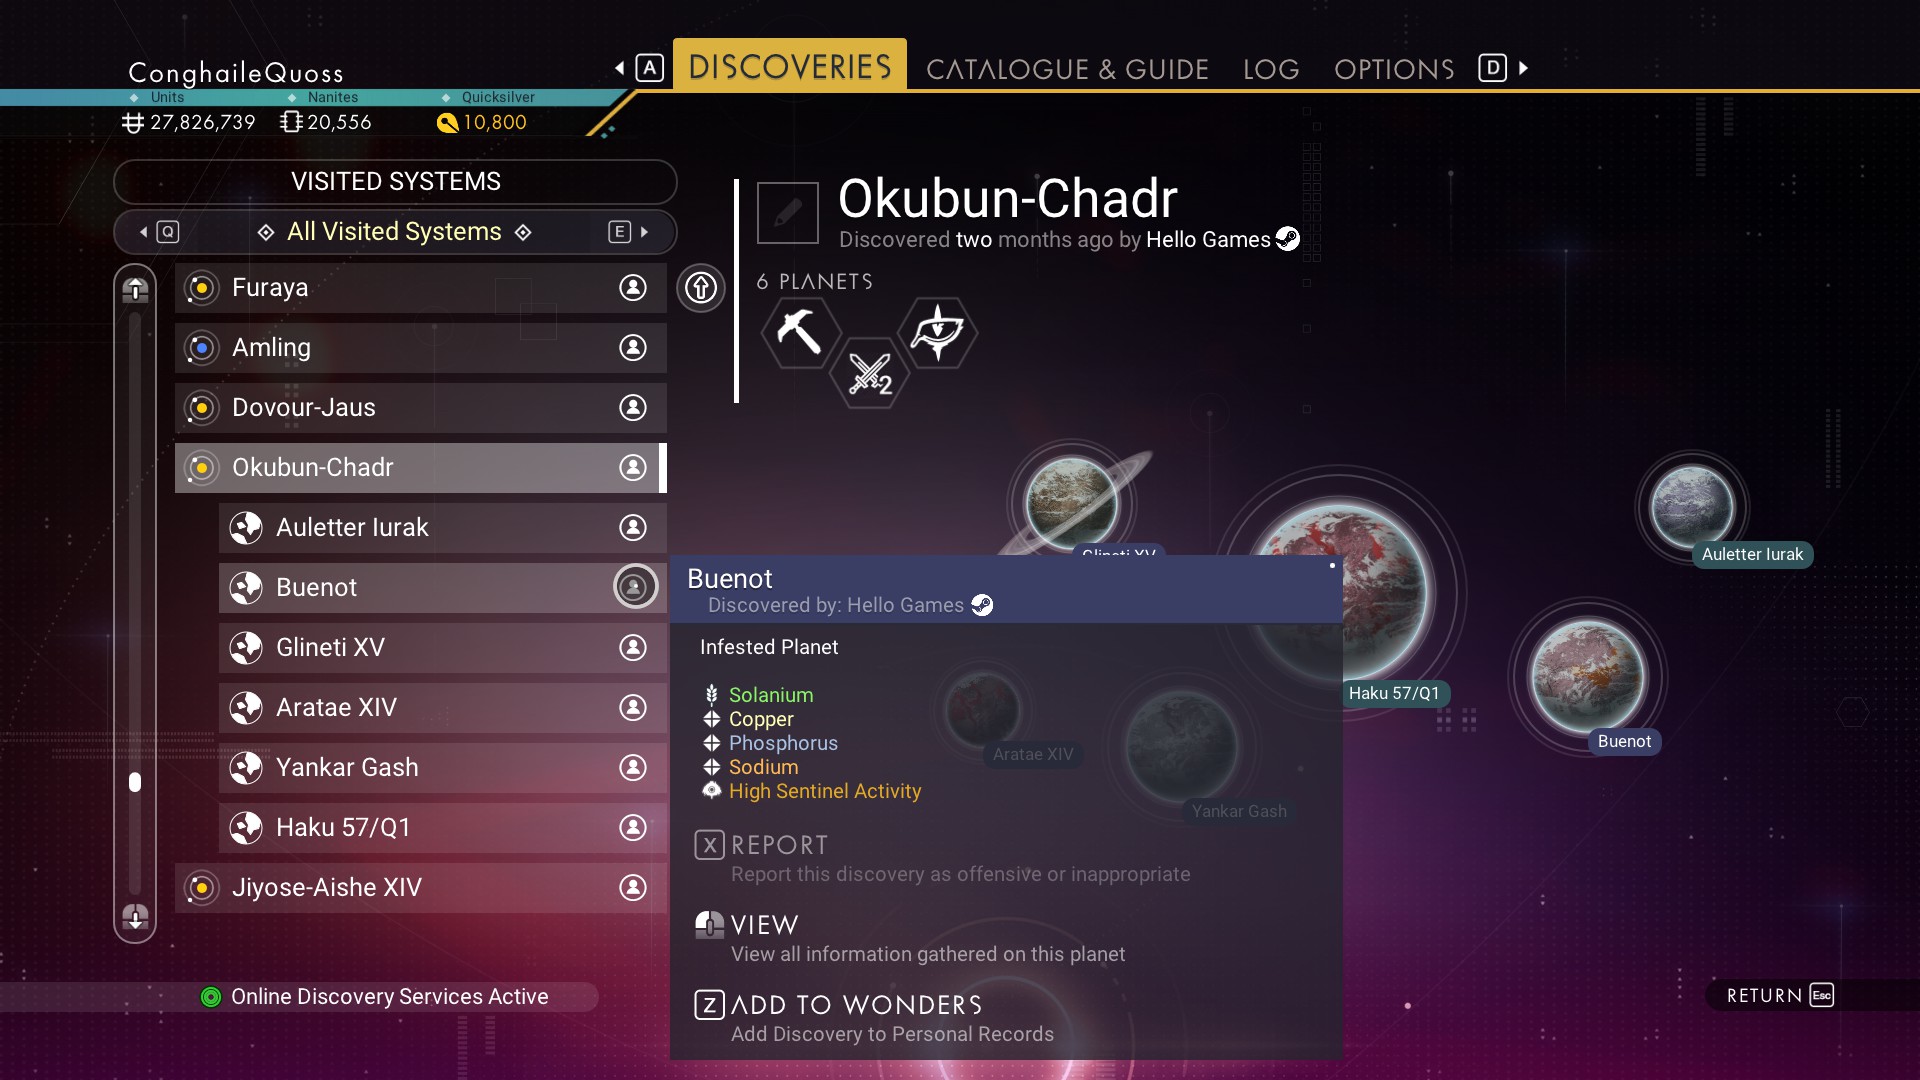 ConghaileQuoss
A
DISCOVERIES
CATALOGUE & GUIDE
LOG
OPTIONS
D
Units
Nanites
Quicksilver
27,826,739
20,556
10,800
VISITED SYSTEMS
Q
All Visited Systems
E
Furaya
Amling
Dovour-Jaus
Okubun-Chadr
Auletter Iurak
Buenot
Glineti XV
Aratae XIV
Yankar Gash
Haku 57/Q1
Jiyose-Aishe XIV
Online Discovery Services Active
Okubun-Chadr
Discovered two months ago by Hello Games
6 PLANETS
2
Glineti XV
Auletter Iurak
Haku 57/Q1
Buenot
Aratae XIV
Yankar Gash
Buenot
Discovered by: Hello Games
Infested Planet
Solanium
Copper
Phosphorus
Sodium
High Sentinel Activity
X REPORT
Report this discovery as offensive or inappropriate
VIEW
View all information gathered on this planet
Z ADD TO WONDERS
Add Discovery to Personal Records
RETURN Esc